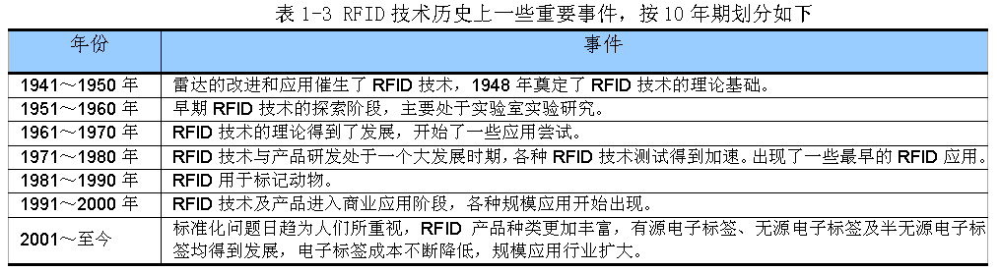 表 1-3 RFID 技术历史上一些重要事件，按 10 年期划分如下
年份 事件
1941～1950 年 雷达的改进和应用催生了 RFID 技术，1948 年奠定了 RFID 技术的理论基础。
1951～1960 年 早期 RFID 技术的探索阶段，主要处于实验室实验研究。
1961～1970 年 RFID 技术的理论得到了发展，开始了一些应用尝试。
1971～1980 年 RFID 技术与产品研发处于一个大发展时期，各种 RFID 技术测试得到加速。出现了一些最早的 RFID 应用。
1981～1990 年 RFID 用于标记动物。
1991～2000 年 RFID 技术及产品进入商业应用阶段，各种规模应用开始出现。
2001～至今 标准化问题日趋为人们所重视，RFID 产品种类更加丰富，有源电子标签、无源电子标签及半无源电子标
签均得到发展，电子标签成本不断降低，规模应用行业扩大。